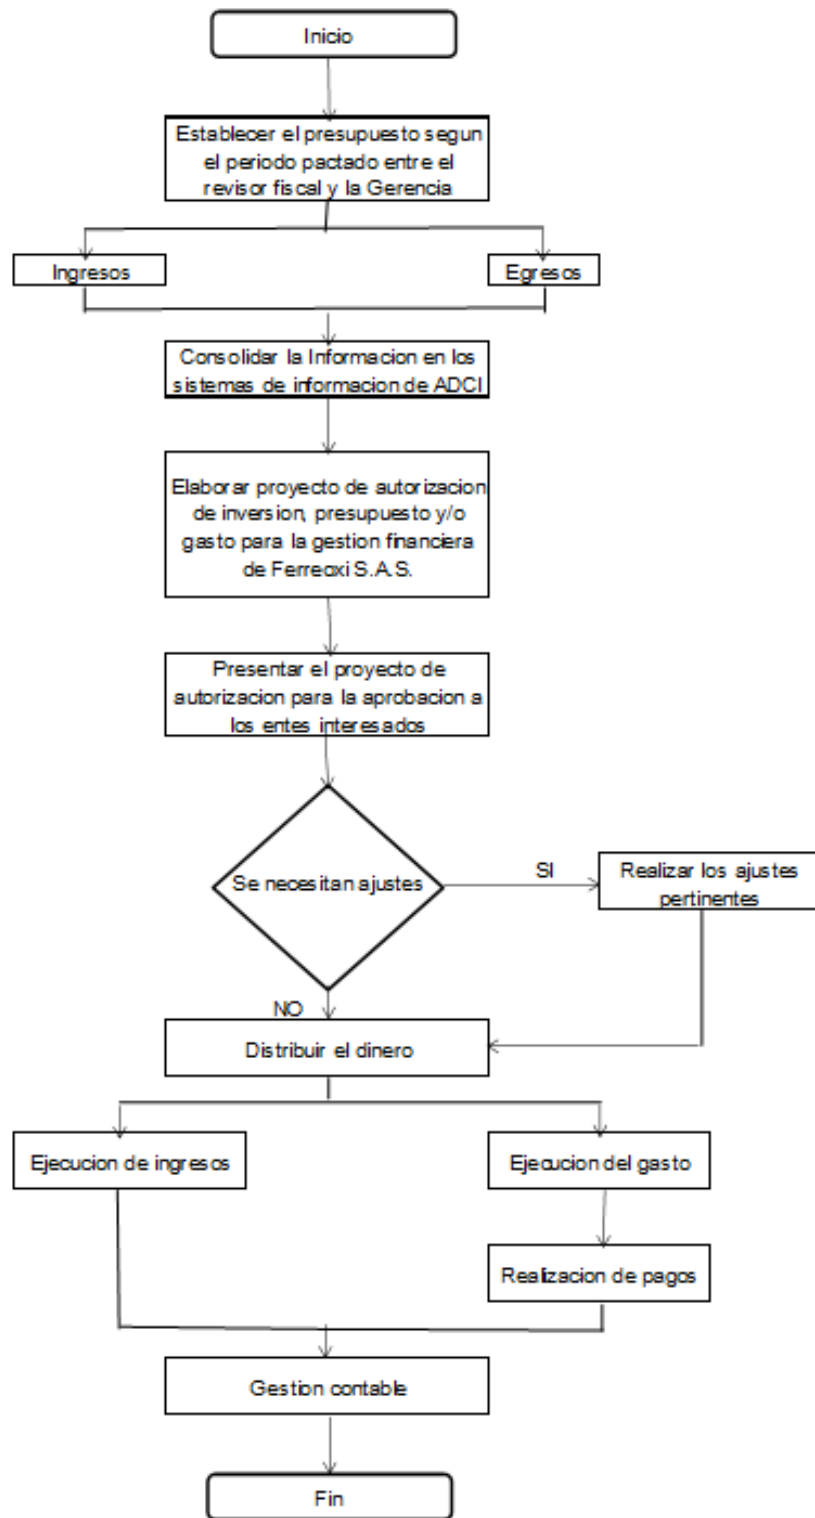 Inicio
Establecer el presupuesto segun
el periodo pactado entre el
revisor fiscal y la Gerencia
Ingresos
Egresos
Consolidar la Informacion en los
sistemas de informacion de ADCI
Elaborar proyecto de autorizacion
de inversion, presupuesto y/o
gasto para la gestion financiera
de Ferreoxi S.A.S.
Presentar el proyecto de
autorizacion para la aprobacion a
los entes interesados
Se necesitan ajustes
SI
Realizar los ajustes
pertinentes
NO
Distribuir el dinero
Ejecucion de ingresos
Ejecucion del gasto
Realizacion de pagos
Gestion contable
Fin